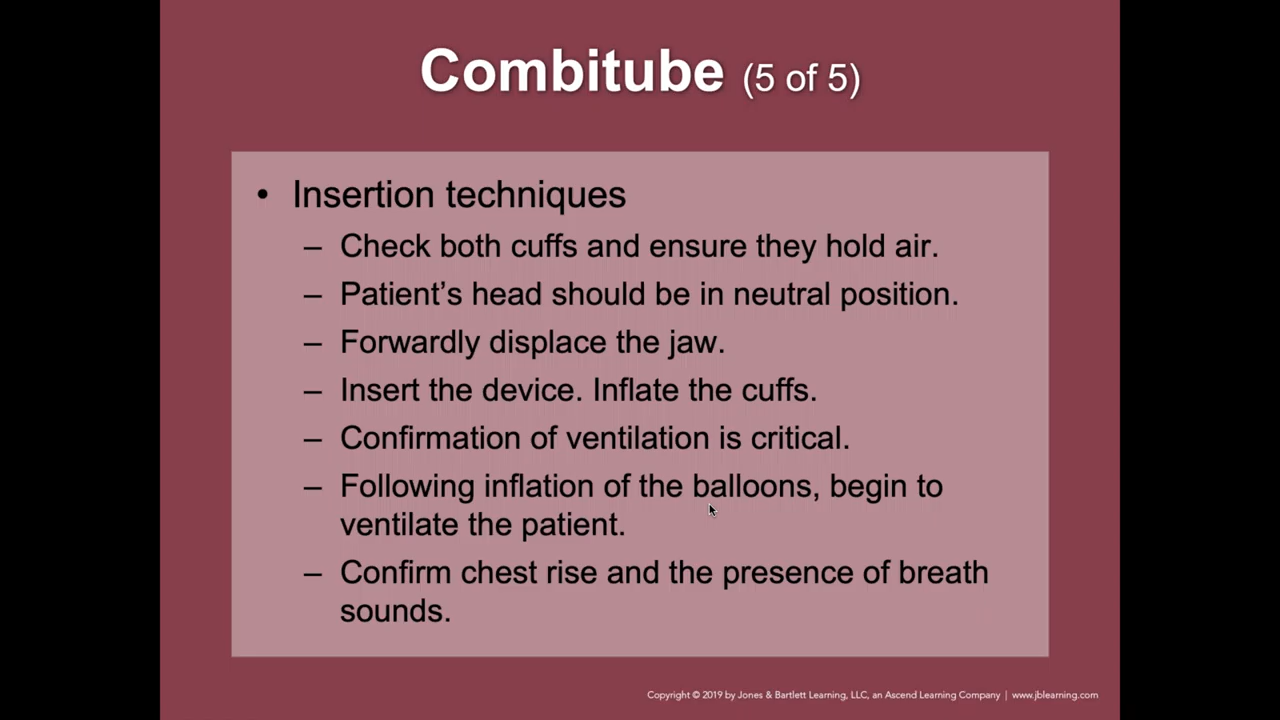 Combitube (5 of 5)
• Insertion techniques
– Check both cuffs and ensure they hold air.
– Patient’s head should be in neutral position.
– Forwardly displace the jaw.
– Insert the device. Inflate the cuffs.
– Confirmation of ventilation is critical.
– Following inflation of the balloons, begin to
ventilate the patient.
– Confirm chest rise and the presence of breath
sounds.
Copyright © 2019 by Jones & Bartlett Learning, LLC, an Ascend Learning Company | www.jblearning.com